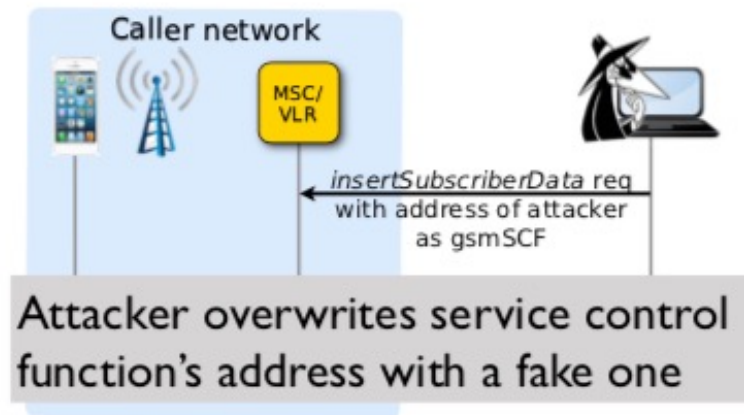 Caller network
MSC/
VLR
insertSubscriberData req
with address of attacker
as gsmSCF
Attacker overwrites service control
function's address with a fake one